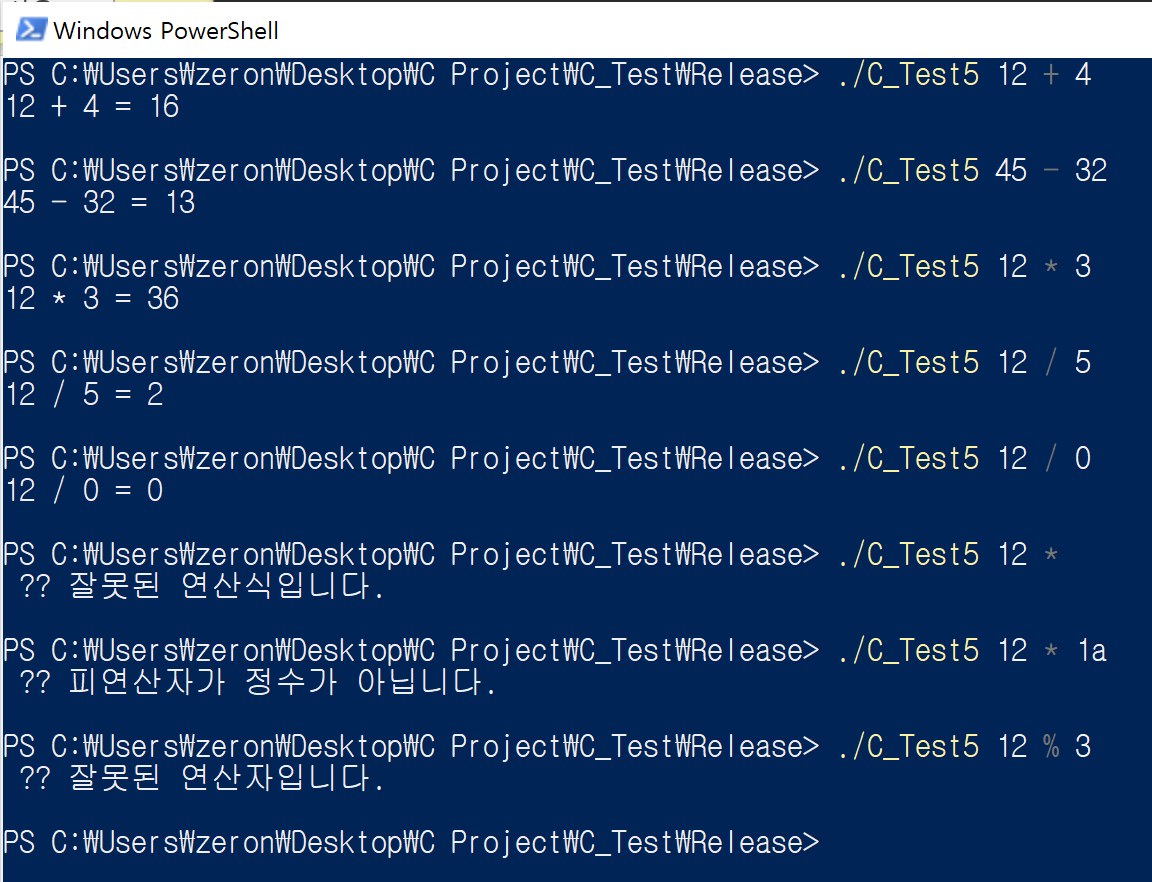 Windows PowerShell
PS C:₩Users₩zeron₩Desktop₩C Project₩C_Test₩Release> ./C_Test5 12 + 4
12 + 4 = 16
PS C:₩Users₩zeron₩Desktop₩C Project₩C_Test₩Release> ./C_Test5 45 - 32
45 - 32 = 13
PS C:₩Users₩zeron₩Desktop₩C Project₩C_Test₩Release> ./C_Test5 12 * 3
12 * 3 = 36
PS C:₩Users₩zeron₩Desktop₩C Project₩C_Test₩Release> ./C_Test5 12 / 5
12 / 5 = 2
PS C:₩Users₩zeron₩Desktop₩C Project₩C_Test₩Release> ./C_Test5 12 / 0
12 / 0 = 0
PS C:₩Users₩zeron₩Desktop₩C Project₩C_Test₩Release> ./C_Test5 12 *
?? 잘못된 연산식입니다.
PS C:₩Users₩zeron₩Desktop₩C Project₩C_Test₩Release> ./C_Test5 12 * 1a
?? 피연산자가 정수가 아닙니다.
PS C:₩Users₩zeron₩Desktop₩C Project₩C_Test₩Release> ./C_Test5 12 % 3
?? 잘못된 연산자입니다.
PS C:₩Users₩zeron₩Desktop₩C Project₩C_Test₩Release>